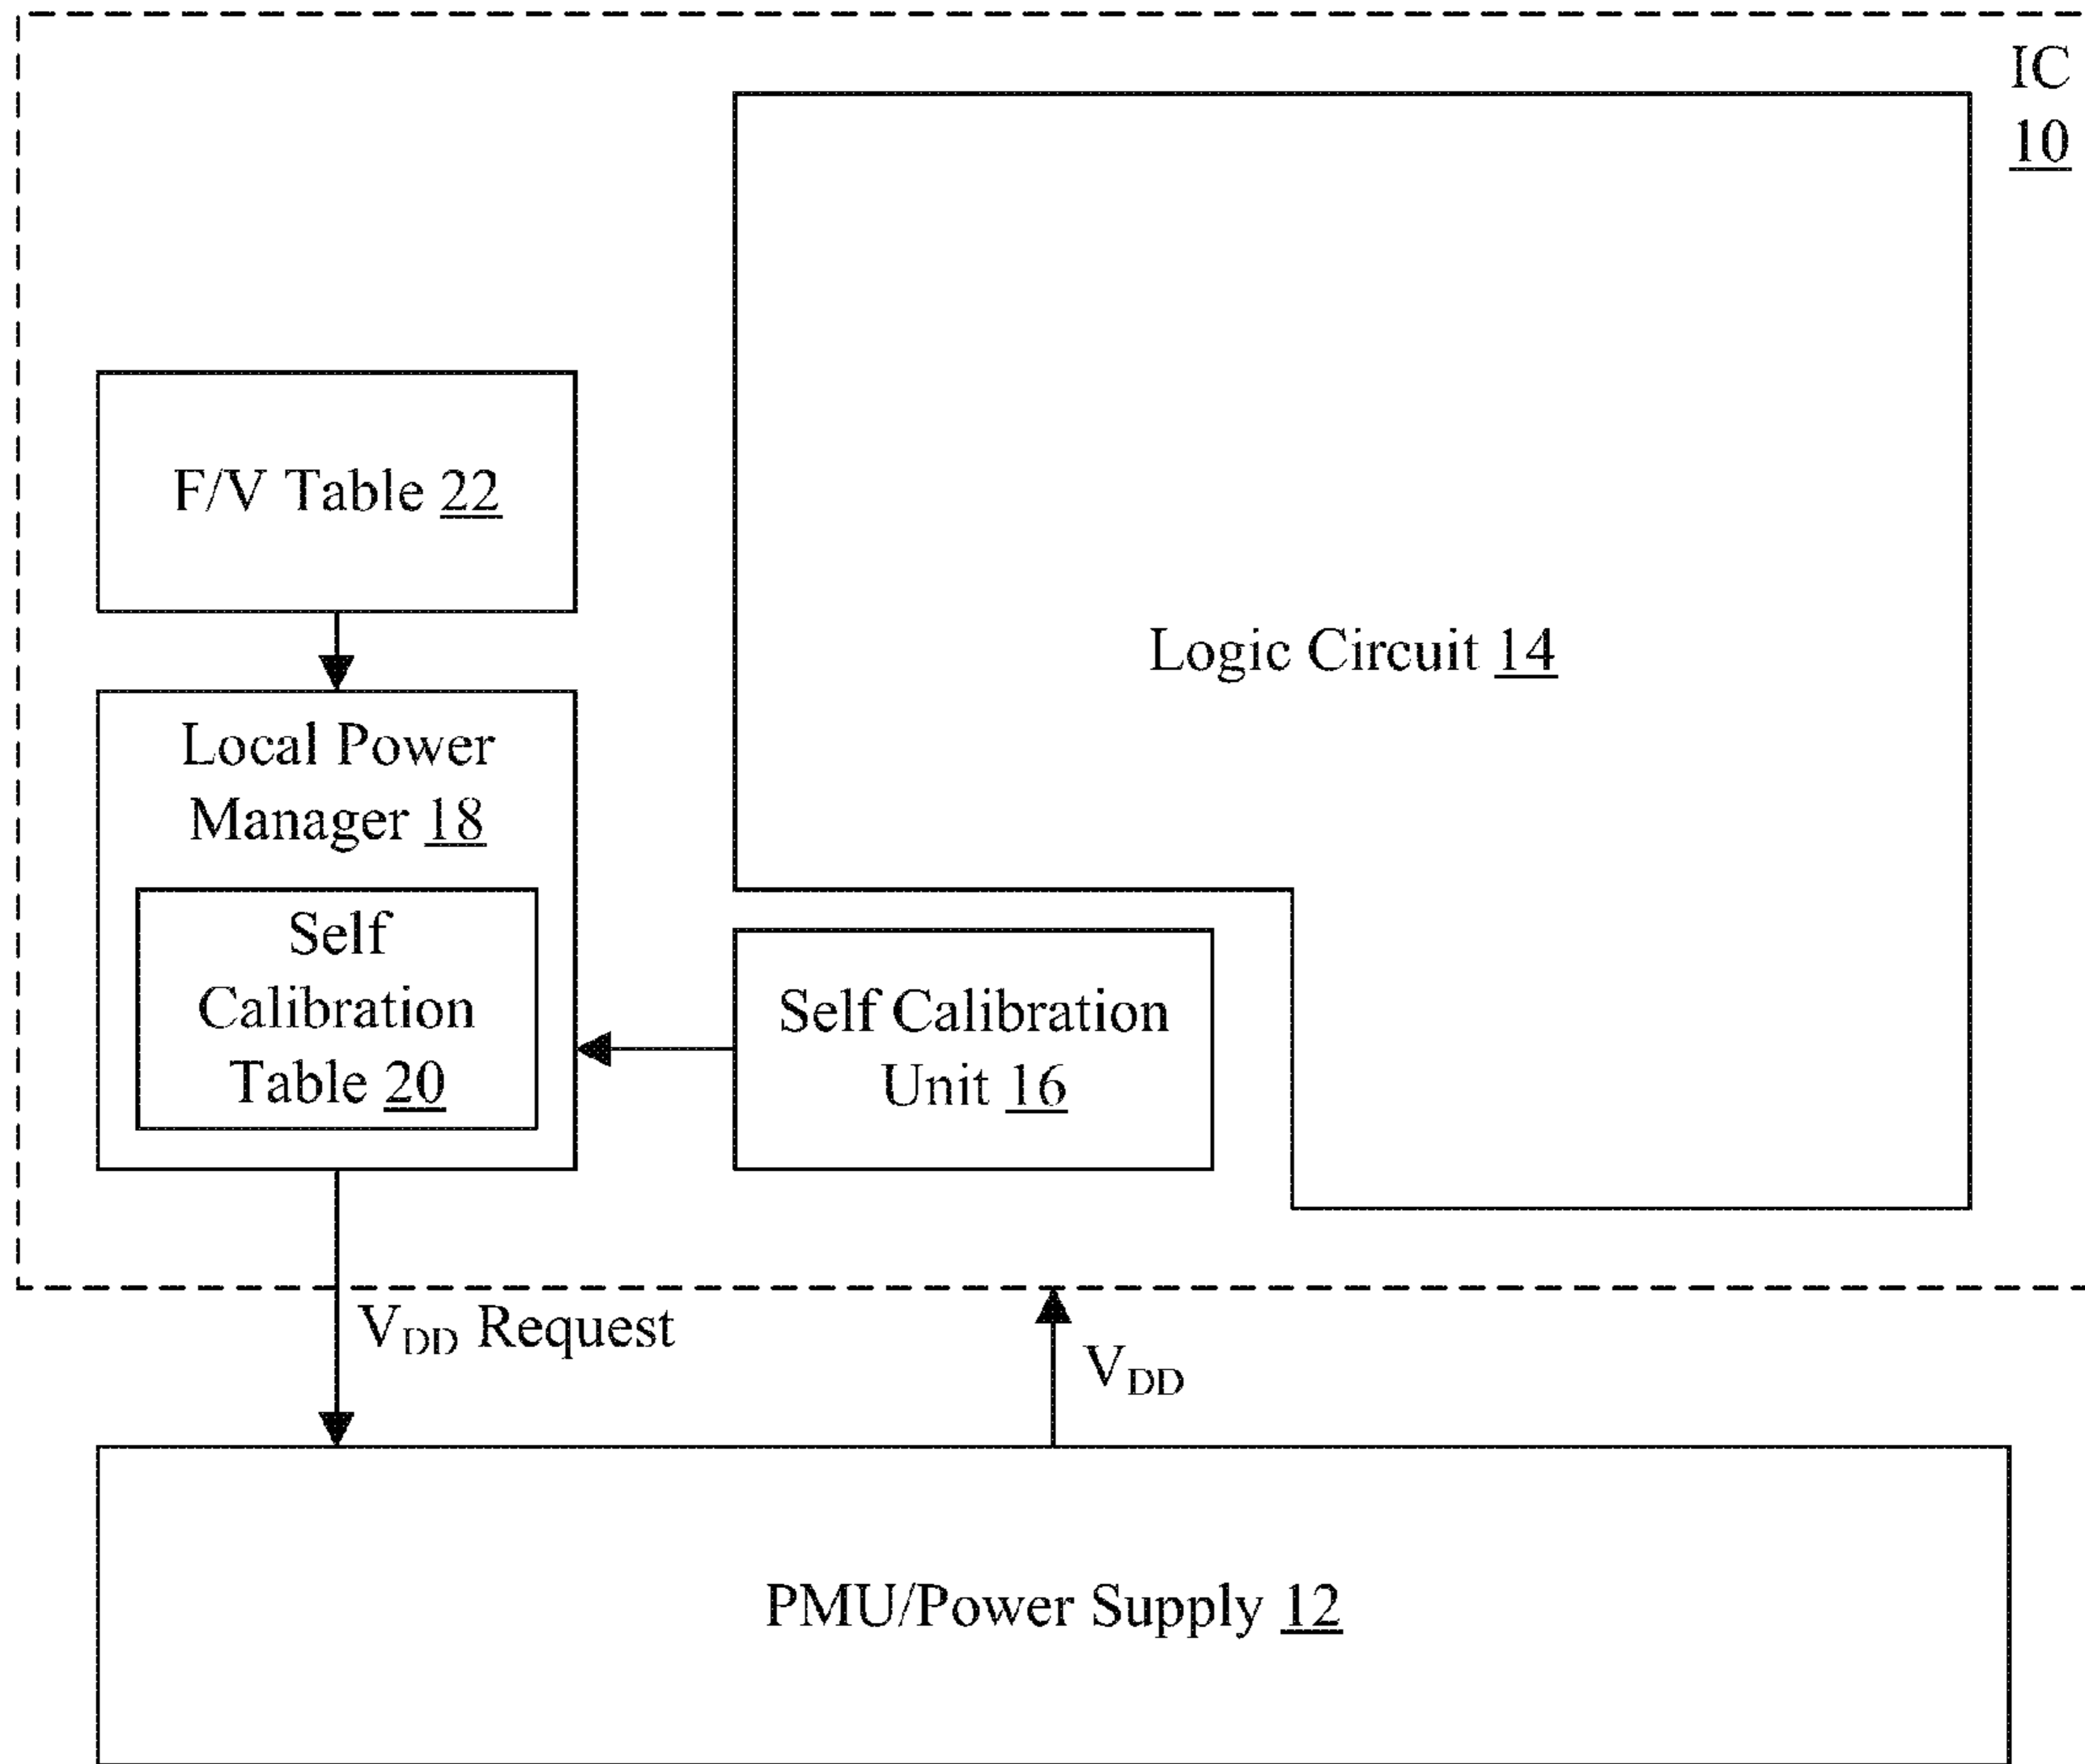 IC
10
F/V Table 22
Logic Circuit 14
Local Power
Manager 18
Self
Calibration
Table 20
Self Calibration
Unit 16
VDD Request
VDD
PMU/Power Supply 12